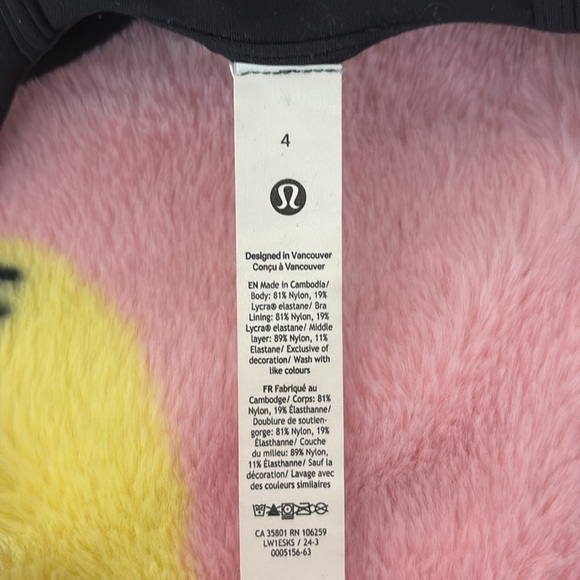 4
Designed in Vancouver
Conçu à Vancouver
EN Made in Cambodia/
Body: 81% Nylon, 19%
Lycra® elastane/ Bra
Lining: 81% Nylon, 19%
Lycra® elastane/ Middle
layer: 89% Nylon, 11%
Elastane/ Exclusive of
decoration/ Wash with
like colours
FR Fabriqué au
Cambodge/ Corps: 81%
Nylon, 19% Élasthanne/
Doublure de soutien-
gorge: 81% Nylon, 19%
Élasthanne/ Couche
du milieu: 89% Nylon,
11% Élasthanne/ Sauf la
décoration/ Lavage avec
des couleurs similaires
CA 35801 RN 106259
LW1ESKS / 24-3
0005156-63